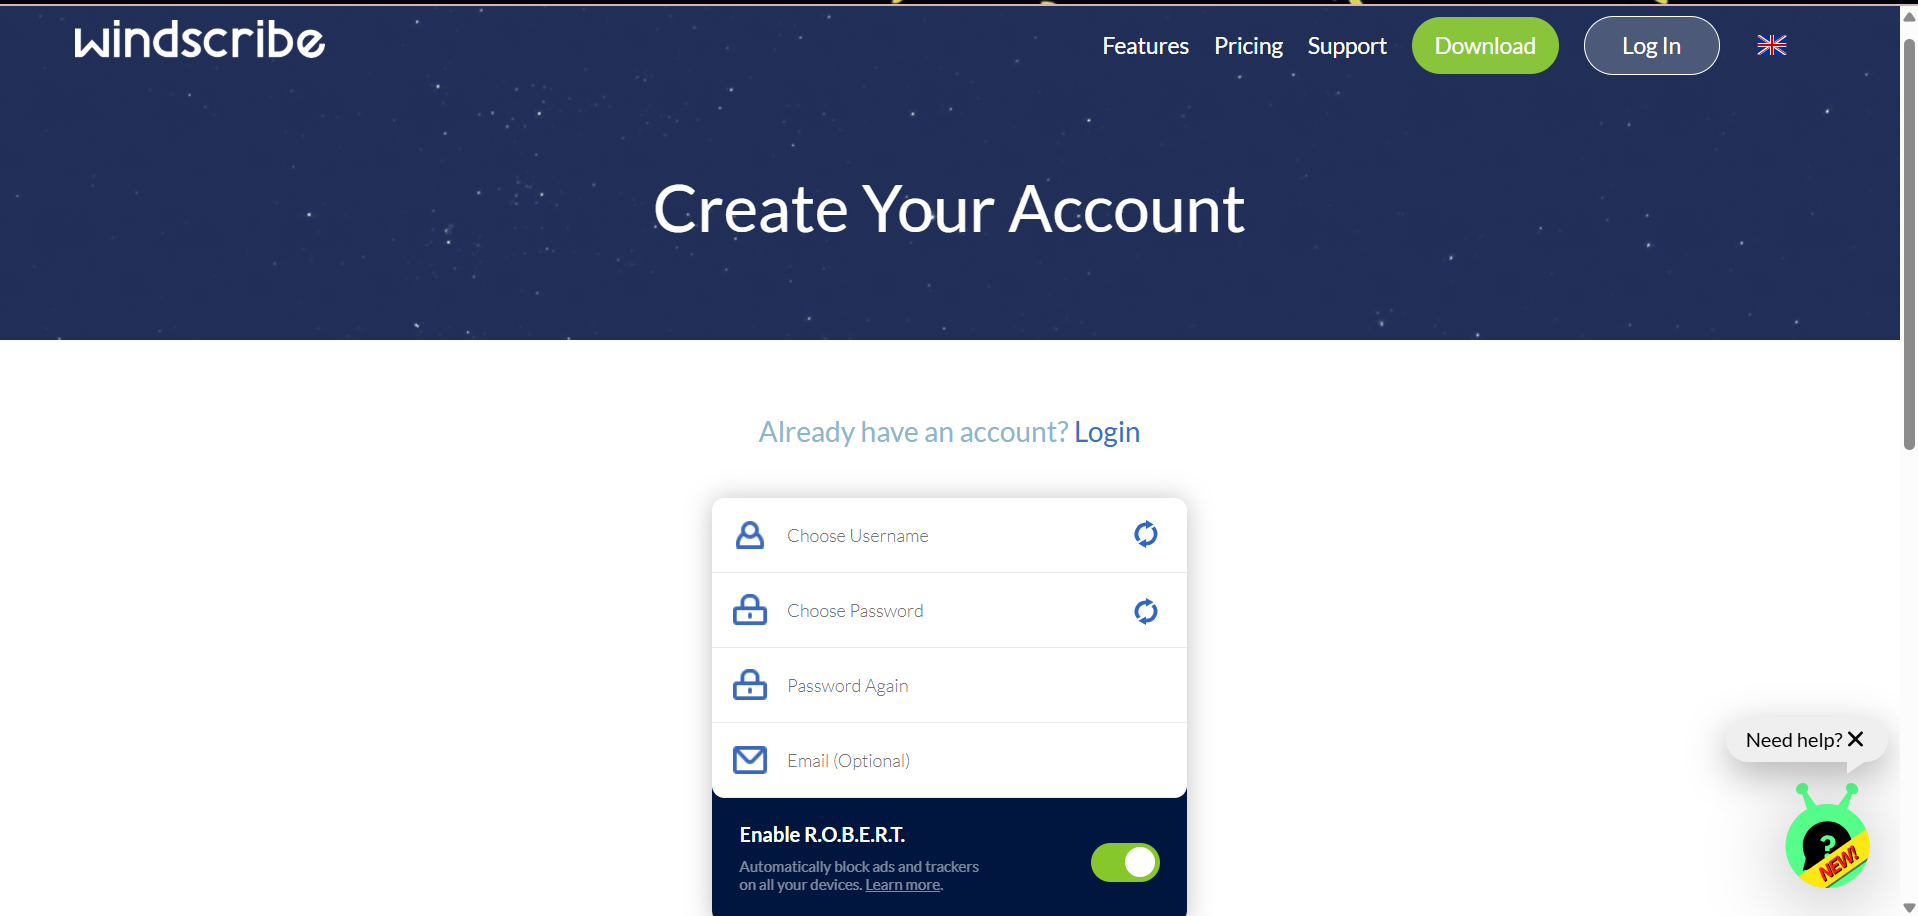 windscribe
Features Pricing Support Download Log In
Create Your Account
Already have an account? Login
Choose Username
Choose Password
Password Again
Email (Optional)
Enable R.O.B.E.R.T.
Automatically block ads and trackers
on all your devices. Learn more.
Need help?
?
NEW!